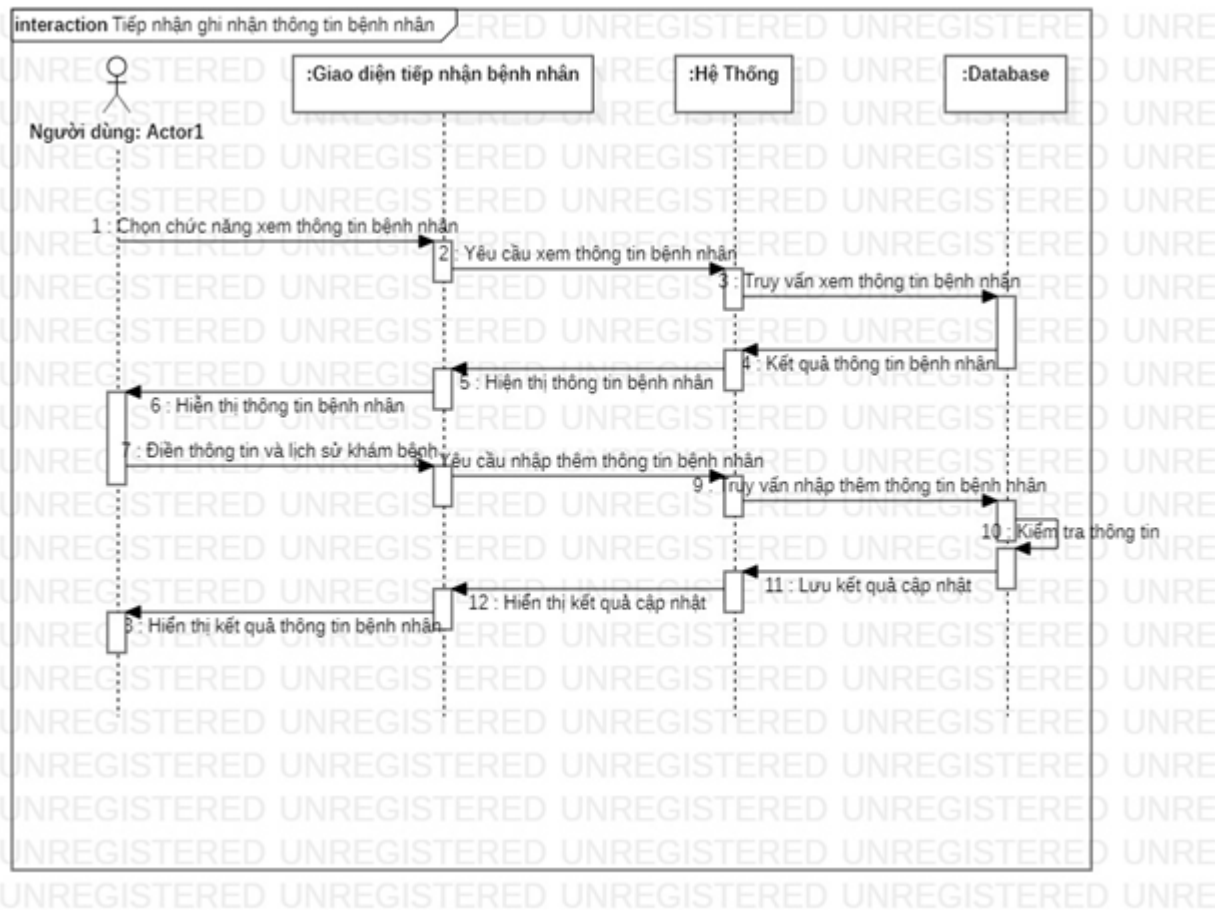 interaction Tiếp nhận ghi nhận thông tin bệnh nhân
:Giao diện tiếp nhận bệnh nhân
:Hệ Thống
:Database
Người dùng: Actor1
1 : Chọn chức năng xem thông tin bệnh nhân
2 : Yêu cầu xem thông tin bệnh nhân
3 : Truy vấn xem thông tin bệnh nhân
4 : Kết quả thông tin bệnh nhân
5 : Hiện thị thông tin bệnh nhân
6 : Hiễn thị thông tin bệnh nhân
7 : Điền thông tin và lịch sử khám bệnh
Yêu cầu nhập thêm thông tin bệnh nhân
9 : Truy vấn nhập thêm thông tin bệnh nhân
10 : Kiểm tra thông tin
11 : Lưu kết quả cập nhật
12 : Hiển thị kết quả cập nhật
3 : Hiển thị kết quả thông tin bệnh nhân
UNREGISTERED